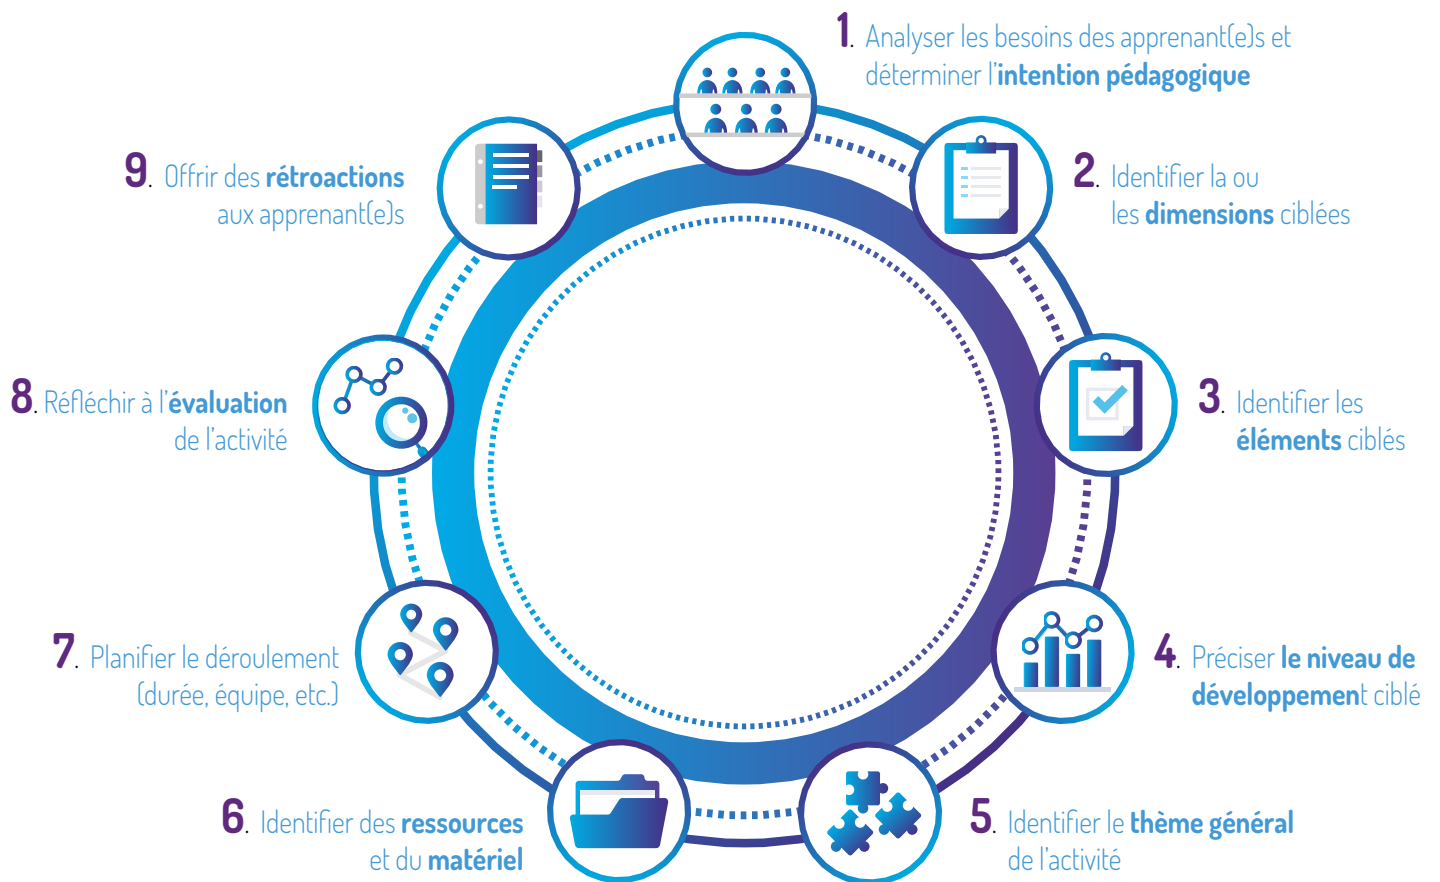 1. Analyser les besoins des apprenant(e)s et
déterminer l'intention pédagogique
2. Identifier la ou
les dimensions ciblées
3. Identifier les
éléments ciblés
4. Préciser le niveau de
développement ciblé
5. Identifier le thème général
de l'activité
6. Identifier des ressources
et du matériel
7. Planifier le déroulement
(durée, équipe, etc.)
8. Réfléchir à l'évaluation
de l'activité
9. Offrir des rétroactions
aux apprenant(e)s